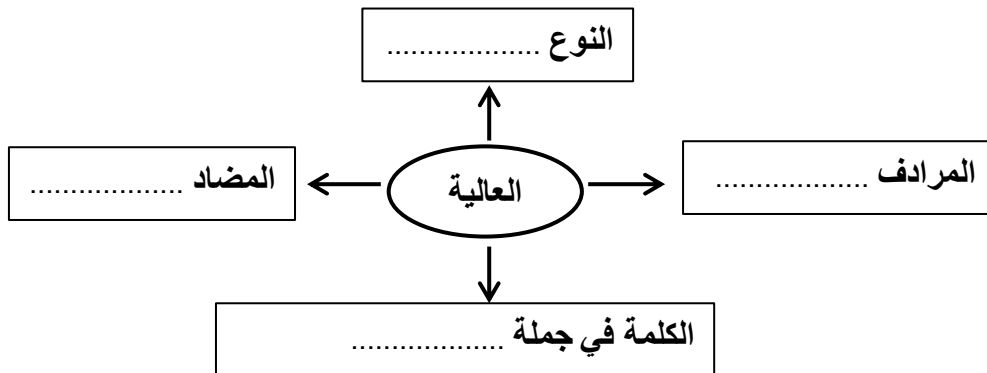 النوع ...................
المرادف ...................
العالية
المضاد ...................
الكلمة في جملة ...................